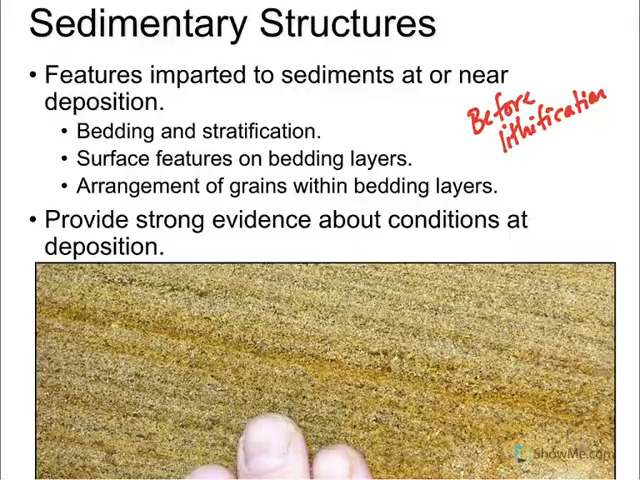 Sedimentary Structures
• Features imparted to sediments at or near
deposition.
Before
lithification
• Bedding and stratification.
• Surface features on bedding layers.
• Arrangement of grains within bedding layers.
• Provide strong evidence about conditions at
deposition.
ShowMe.com